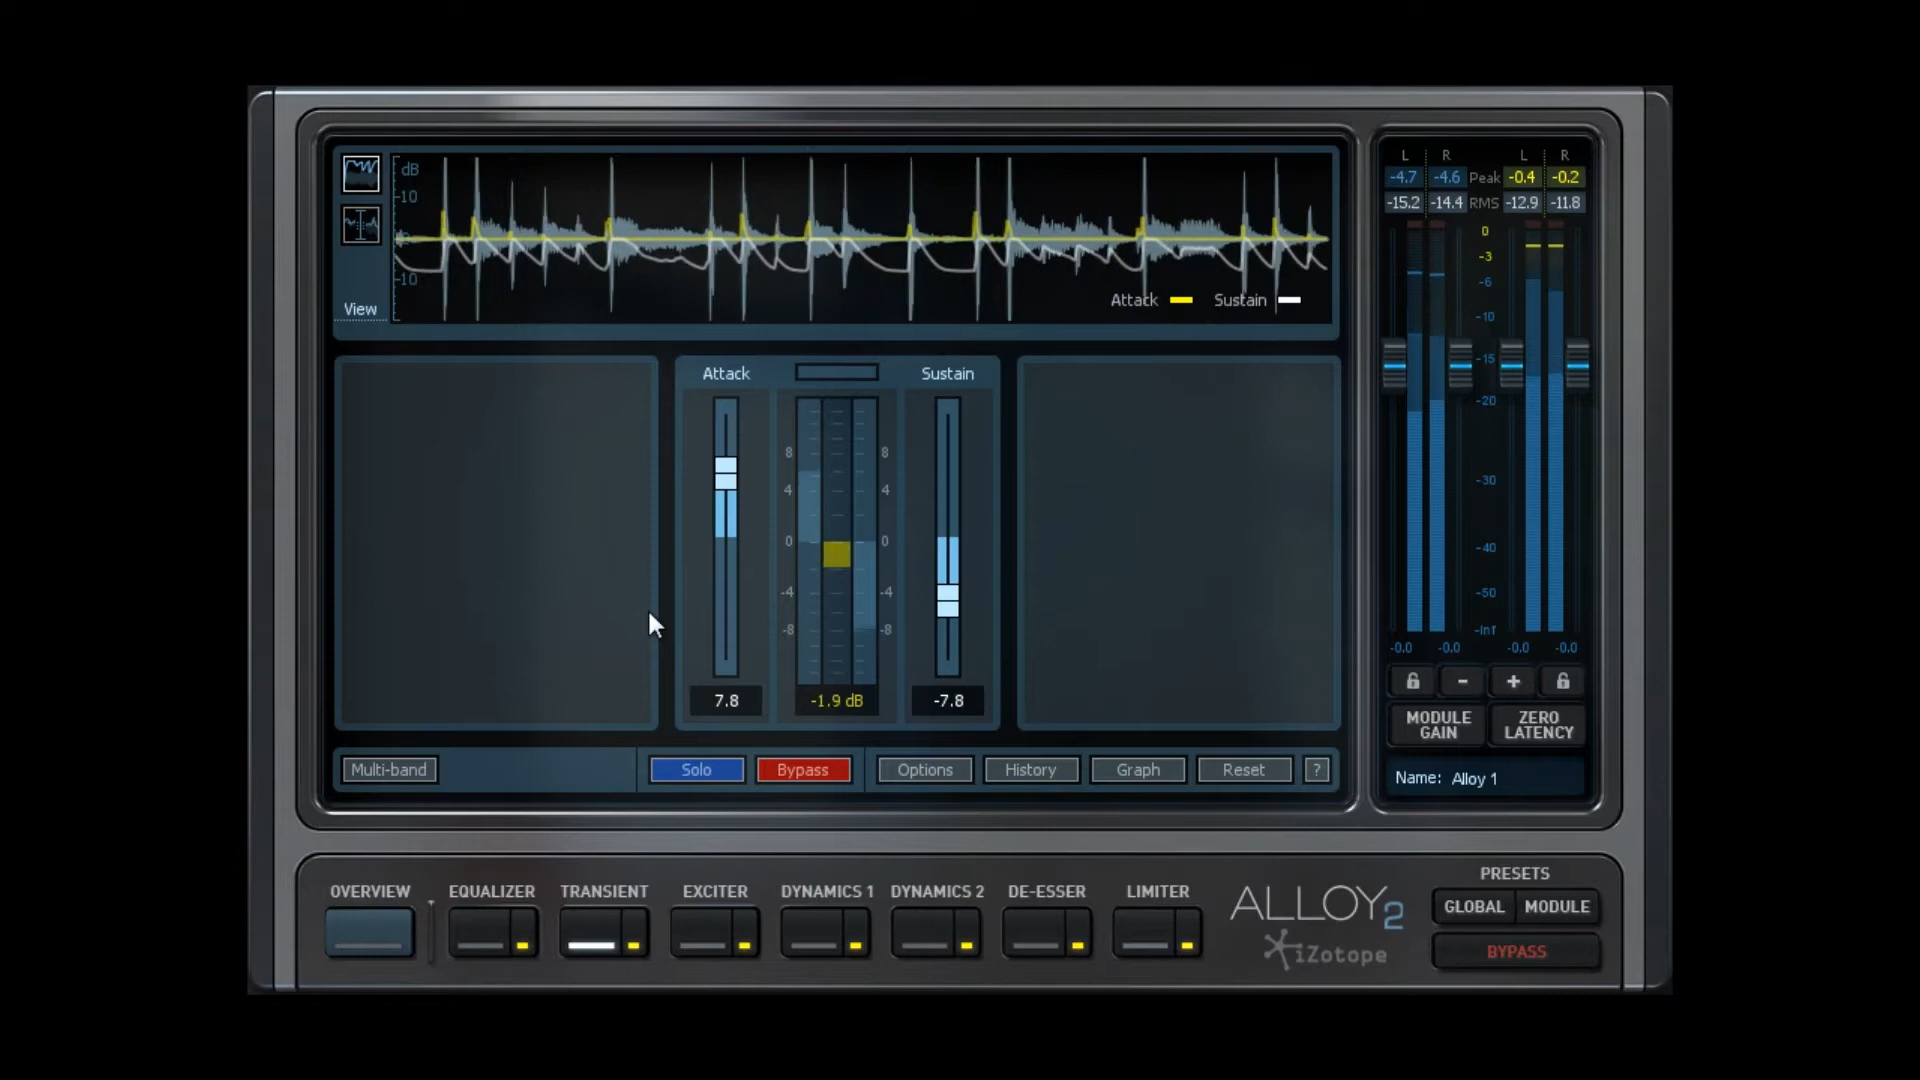 dB
-10
-10
View
Attack
Sustain
L R L R
-4.7 -4.6 Peak -0.4 -0.2
-15.2 -14.4 RMS -12.9 -11.8
0
-3
-6
-10
-15
-20
-30
-40
-50
-Inf
-0.0 -0.0 -0.0 -0.0
- +
MODULE GAIN
ZERO LATENCY
Name: Alloy 1
Attack
Sustain
8 8
4 4
0 0
-4 -4
-8 -8
7.8 -1.9 dB -7.8
Multi-band Solo Bypass Options History Graph Reset ?
OVERVIEW EQUALIZER TRANSIENT EXCITER DYNAMICS 1 DYNAMICS 2 DE-ESSER LIMITER
ALLOY 2
iZotope
PRESETS
GLOBAL MODULE
BYPASS